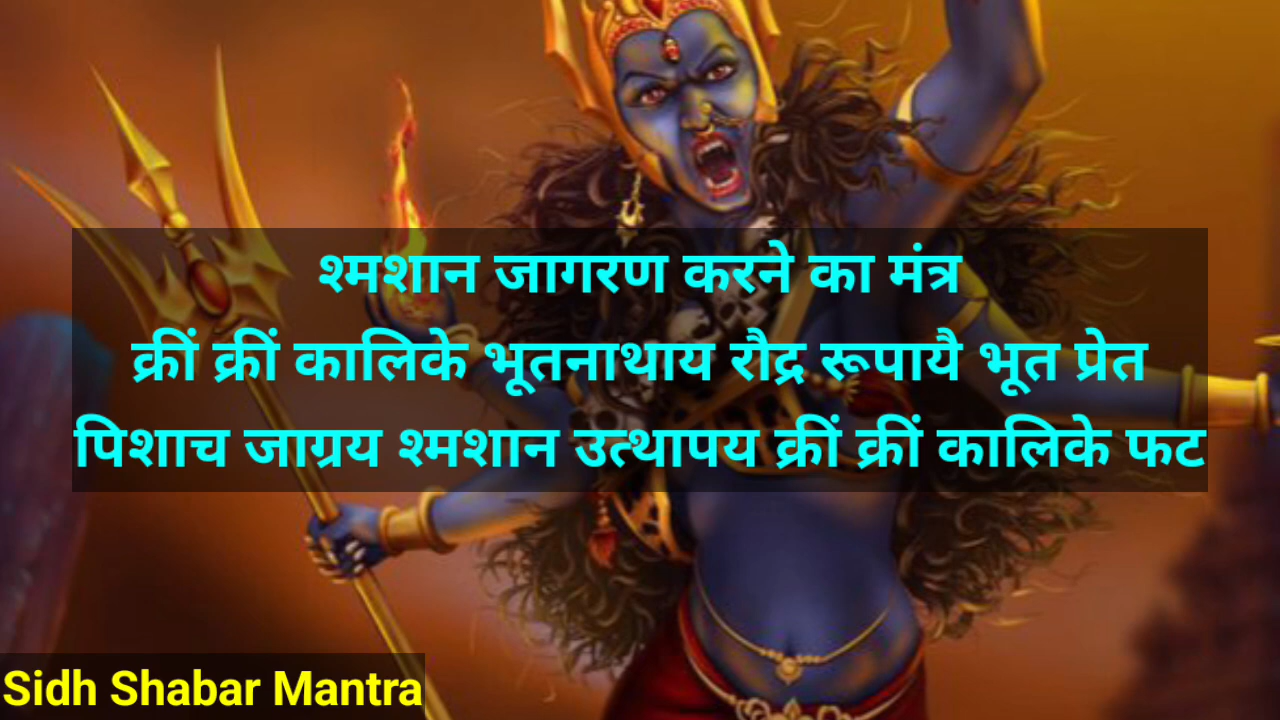 श्मशान जागरण करने का मंत्र
क्रीं क्रीं कालिके भूतनाथाय रौद्र रूपायै भूत प्रेत
पिशाच जाग्रय श्मशान उत्थापय क्रीं क्रीं कालिके फट
Sidh Shabar Mantra